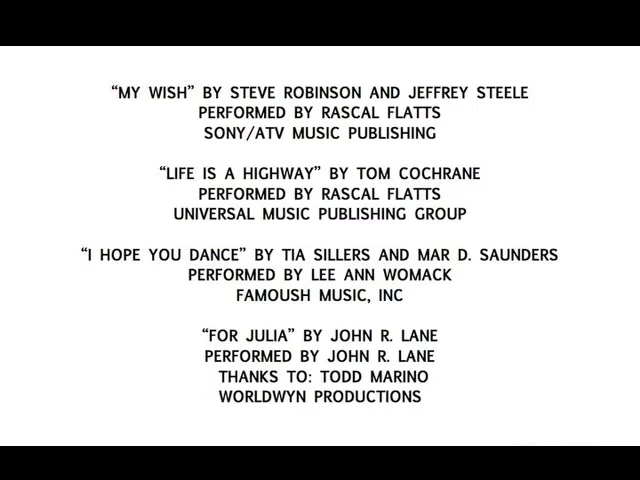 “MY WISH” BY STEVE ROBINSON AND JEFFREY STEELE
PERFORMED BY RASCAL FLATTS
SONY/ATV MUSIC PUBLISHING
“LIFE IS A HIGHWAY” BY TOM COCHRANE
PERFORMED BY RASCAL FLATTS
UNIVERSAL MUSIC PUBLISHING GROUP
“I HOPE YOU DANCE” BY TIA SILLERS AND MAR D. SAUNDERS
PERFORMED BY LEE ANN WOMACK
FAMOUSH MUSIC, INC
“FOR JULIA” BY JOHN R. LANE
PERFORMED BY JOHN R. LANE
THANKS TO: TODD MARINO
WORLDWYN PRODUCTIONS